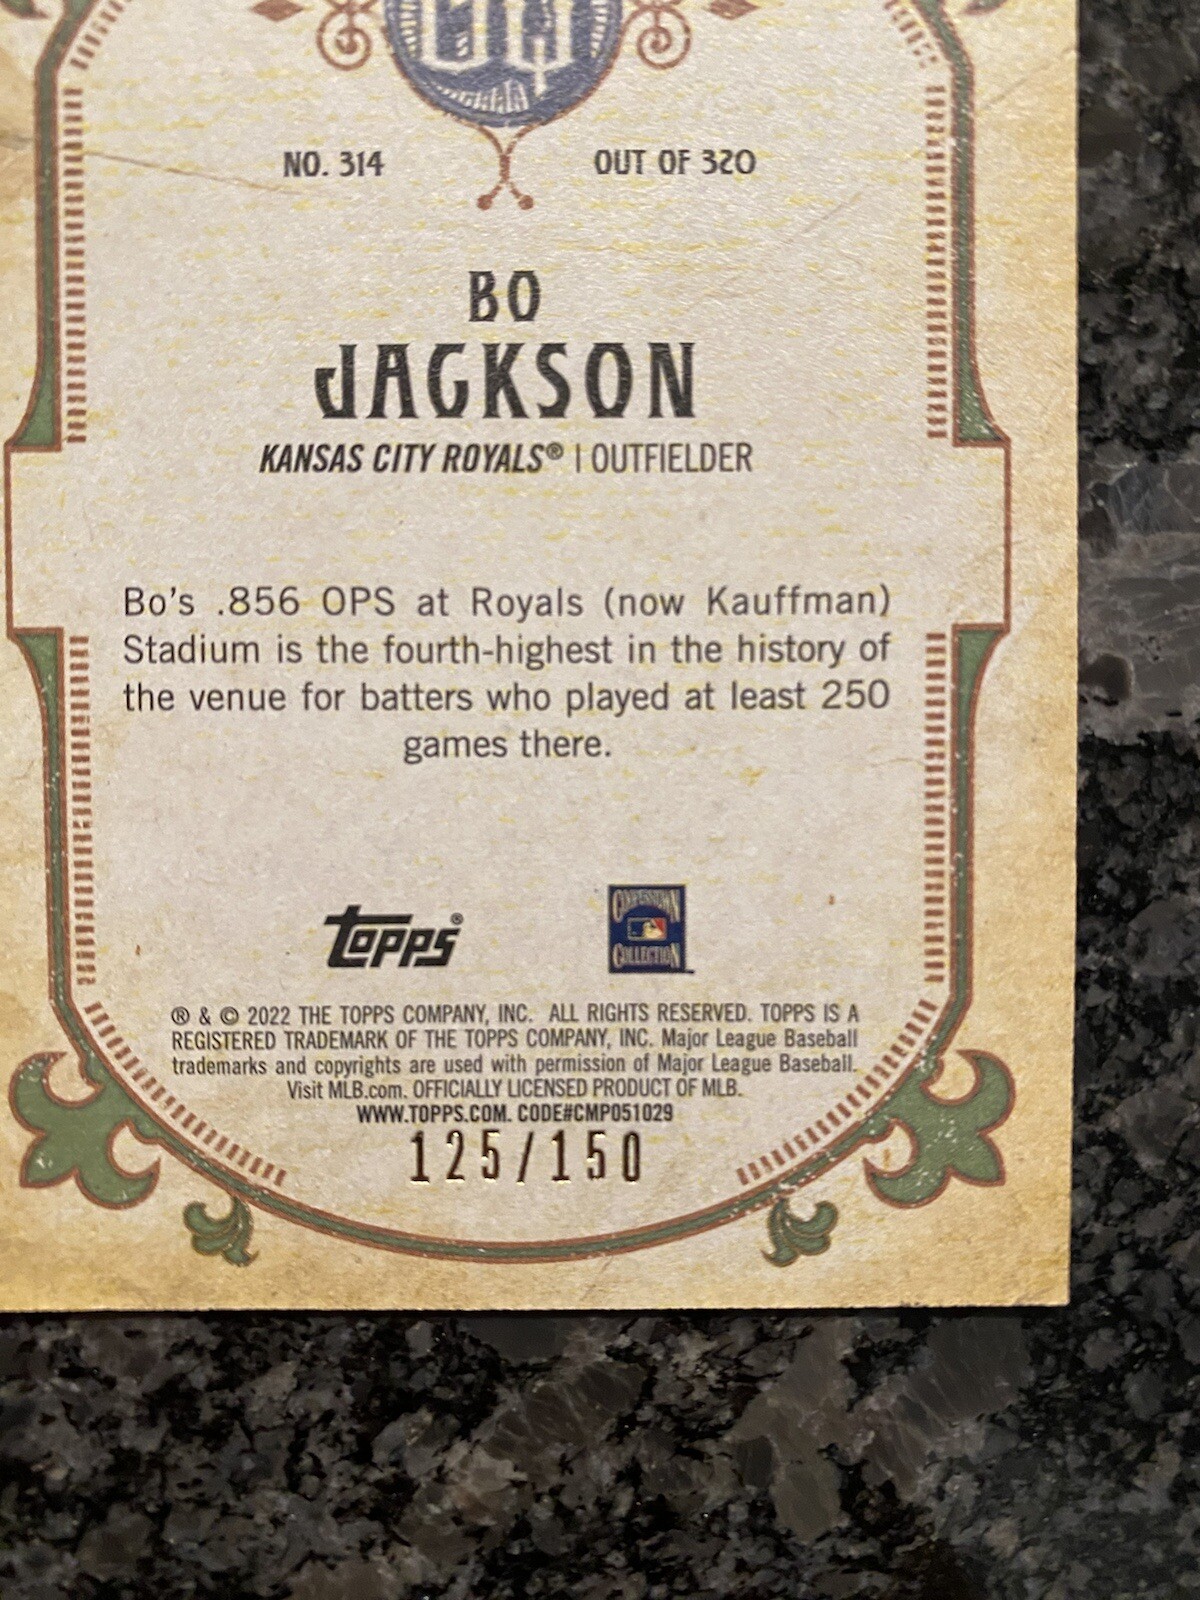 GQ
NO. 314 OUT OF 320
BO
JACKSON
KANSAS CITY ROYALS® | OUTFIELDER
Bo's .856 OPS at Royals (now Kauffman)
Stadium is the fourth-highest in the history of
the venue for batters who played at least 250
games there.
topps®
COOPERSTOWN
COLLECTION
® & © 2022 THE TOPPS COMPANY, INC. ALL RIGHTS RESERVED. TOPPS IS A
REGISTERED TRADEMARK OF THE TOPPS COMPANY, INC. Major League Baseball
trademarks and copyrights are used with permission of Major League Baseball.
Visit MLB.com. OFFICIALLY LICENSED PRODUCT OF MLB.
WWW.TOPPS.COM. CODE#CMP051029
125/150